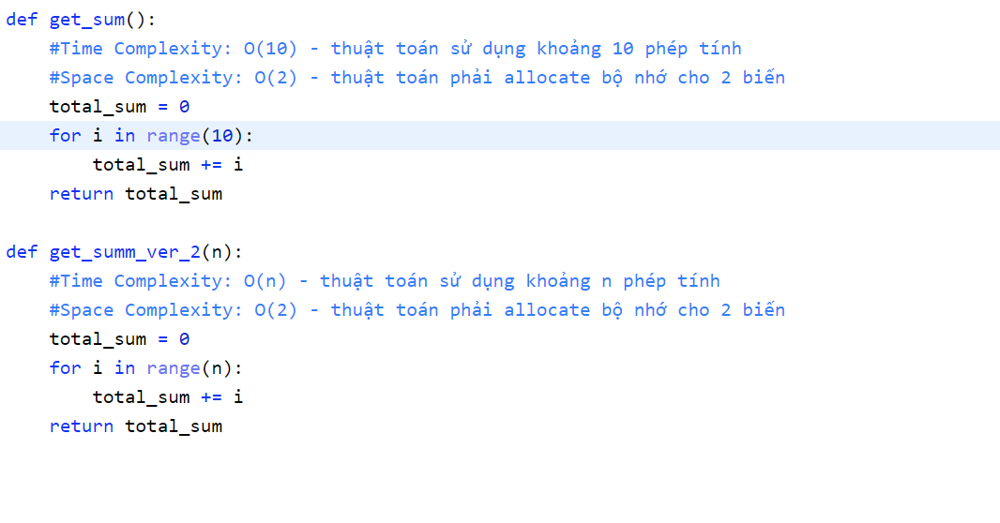 def get_sum():
    #Time Complexity: O(10) - thuật toán sử dụng khoảng 10 phép tính
    #Space Complexity: O(2) - thuật toán phải allocate bộ nhớ cho 2 biến
    total_sum = 0
    for i in range(10):
        total_sum += i
    return total_sum

def get_summ_ver_2(n):
    #Time Complexity: O(n) - thuật toán sử dụng khoảng n phép tính
    #Space Complexity: O(2) - thuật toán phải allocate bộ nhớ cho 2 biến
    total_sum = 0
    for i in range(n):
        total_sum += i
    return total_sum